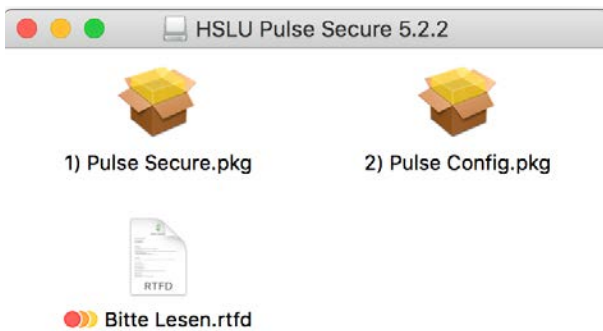 HSLU Pulse Secure 5.2.2
1) Pulse Secure.pkg
2) Pulse Config.pkg
RTFD
Bitte Lesen.rtfd